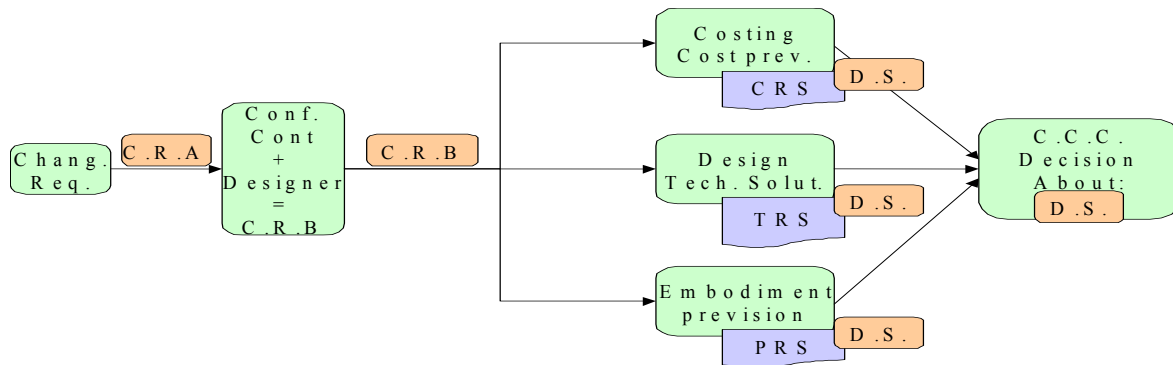 Chang.
Req.
C.R.A
Conf.
Cont
+
Designer
=
C.R.B
C.R.B
Costing
Costprev.
CRS
D.S.
Design
Tech.Solut.
TRS
D.S.
Embodiment
prevision
PRS
D.S.
C.C.C.
Decision
About:
D.S.